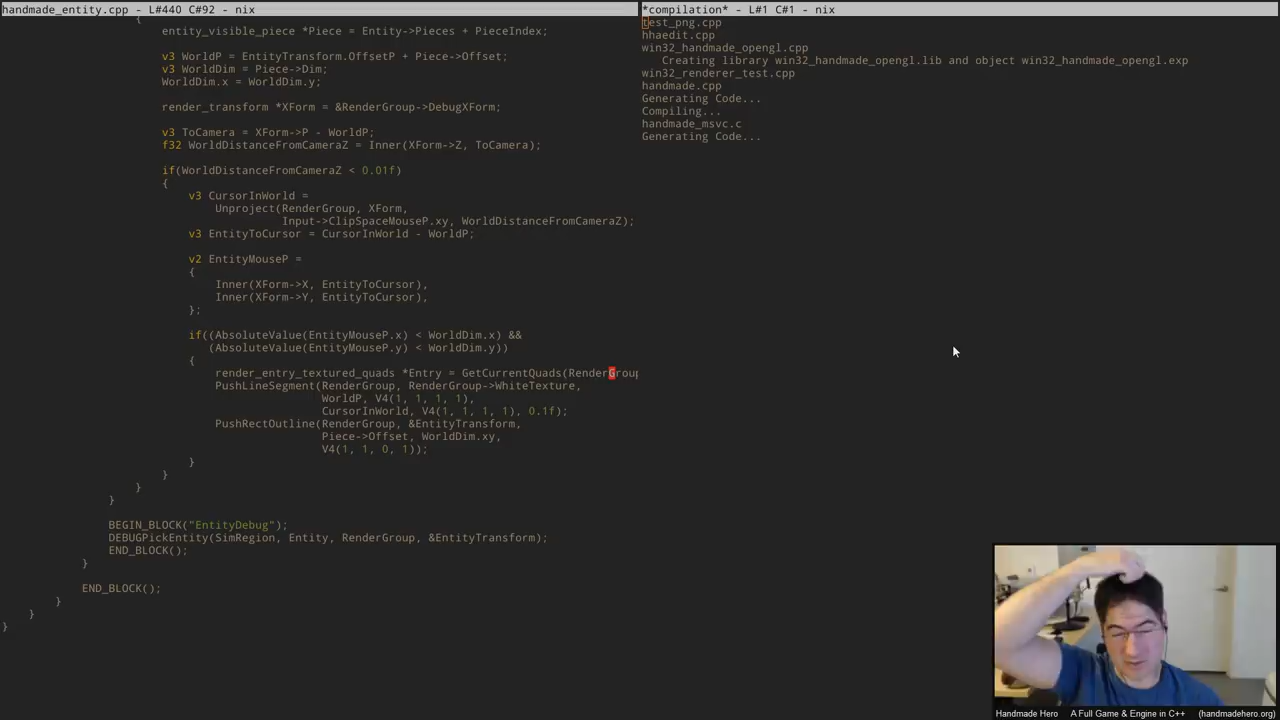 handmade_entity.cpp - L#440 C#92 - nix
{
entity_visible_piece *Piece = Entity->Pieces + PieceIndex;
v3 WorldP = EntityTransform.OffsetP + Piece->Offset;
v3 WorldDim = Piece->Dim;
WorldDim.x = WorldDim.y;
render_transform *XForm = &RenderGroup->DebugXForm;
v3 ToCamera = XForm->P - WorldP;
f32 WorldDistanceFromCameraZ = Inner(XForm->Z, ToCamera);
if(WorldDistanceFromCameraZ < 0.01f)
{
v3 CursorInWorld =
Unproject(RenderGroup, XForm,
Input->ClipSpaceMouseP.xy, WorldDistanceFromCameraZ);
v3 EntityToCursor = CursorInWorld - WorldP;
v2 EntityMouseP =
{
Inner(XForm->X, EntityToCursor),
Inner(XForm->Y, EntityToCursor),
};
if((AbsoluteValue(EntityMouseP.x) < WorldDim.x) &&
(AbsoluteValue(EntityMouseP.y) < WorldDim.y))
{
render_entry_textured_quads *Entry = GetCurrentQuads(RenderGroup
PushLineSegment(RenderGroup, RenderGroup->WhiteTexture,
WorldP, V4(1, 1, 1, 1),
CursorInWorld, V4(1, 1, 1, 1), 0.1f);
PushRectOutline(RenderGroup, &EntityTransform,
Piece->Offset, WorldDim.xy,
V4(1, 1, 0, 1));
}
}
}
}
BEGIN_BLOCK("EntityDebug");
DEBUGPickEntity(SimRegion, Entity, RenderGroup, &EntityTransform);
END_BLOCK();
}
END_BLOCK();
}
}
}
*compilation* - L#1 C#1 - nix
test_png.cpp
hhaedit.cpp
win32_handmade_opengl.cpp
Creating library win32_handmade_opengl.lib and object win32_handmade_opengl.exp
win32_renderer_test.cpp
handmade.cpp
Generating Code...
Compiling...
handmade_msvc.c
Generating Code...
Handmade Hero A Full Game & Engine in C++ (handmadehero.org)